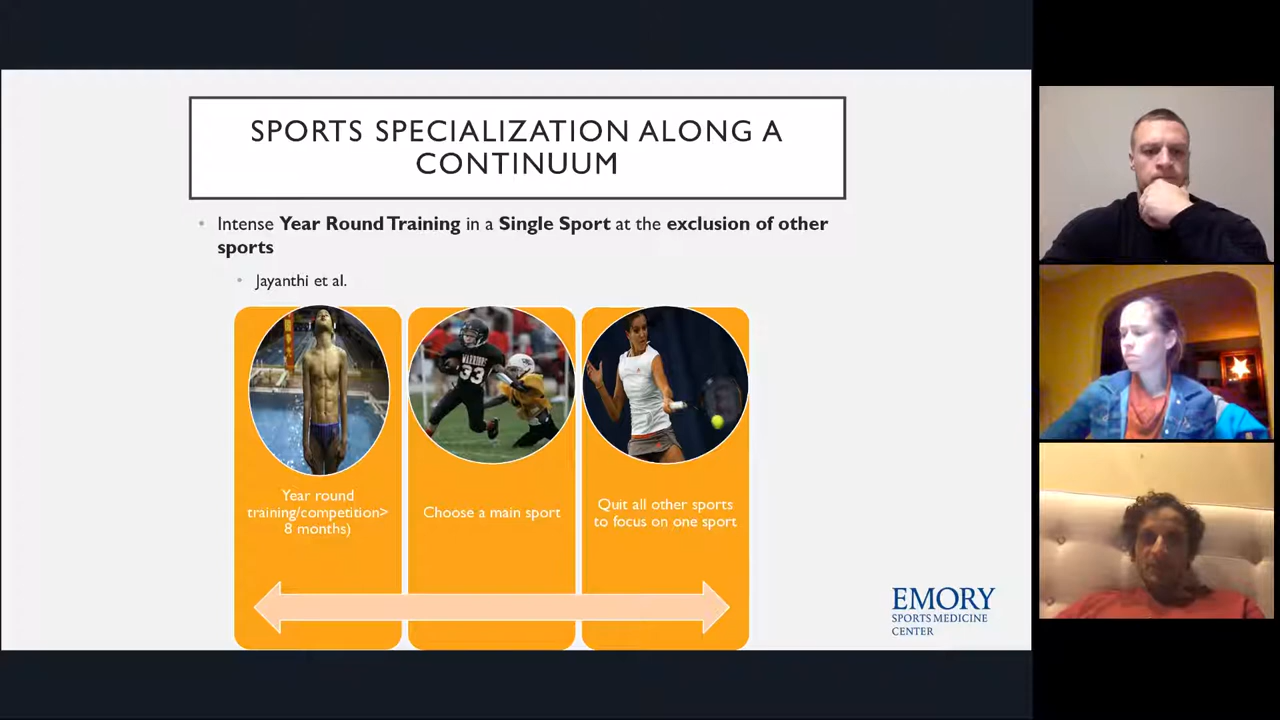 SPORTS SPECIALIZATION ALONG A
CONTINUUM
• Intense Year Round Training in a Single Sport at the exclusion of other
sports
• Jayanthi et al.
WARRIORS
33
Year round
training/competition>
8 months)
Choose a main sport
Quit all other sports
to focus on one sport
EMORY
SPORTS MEDICINE
CENTER